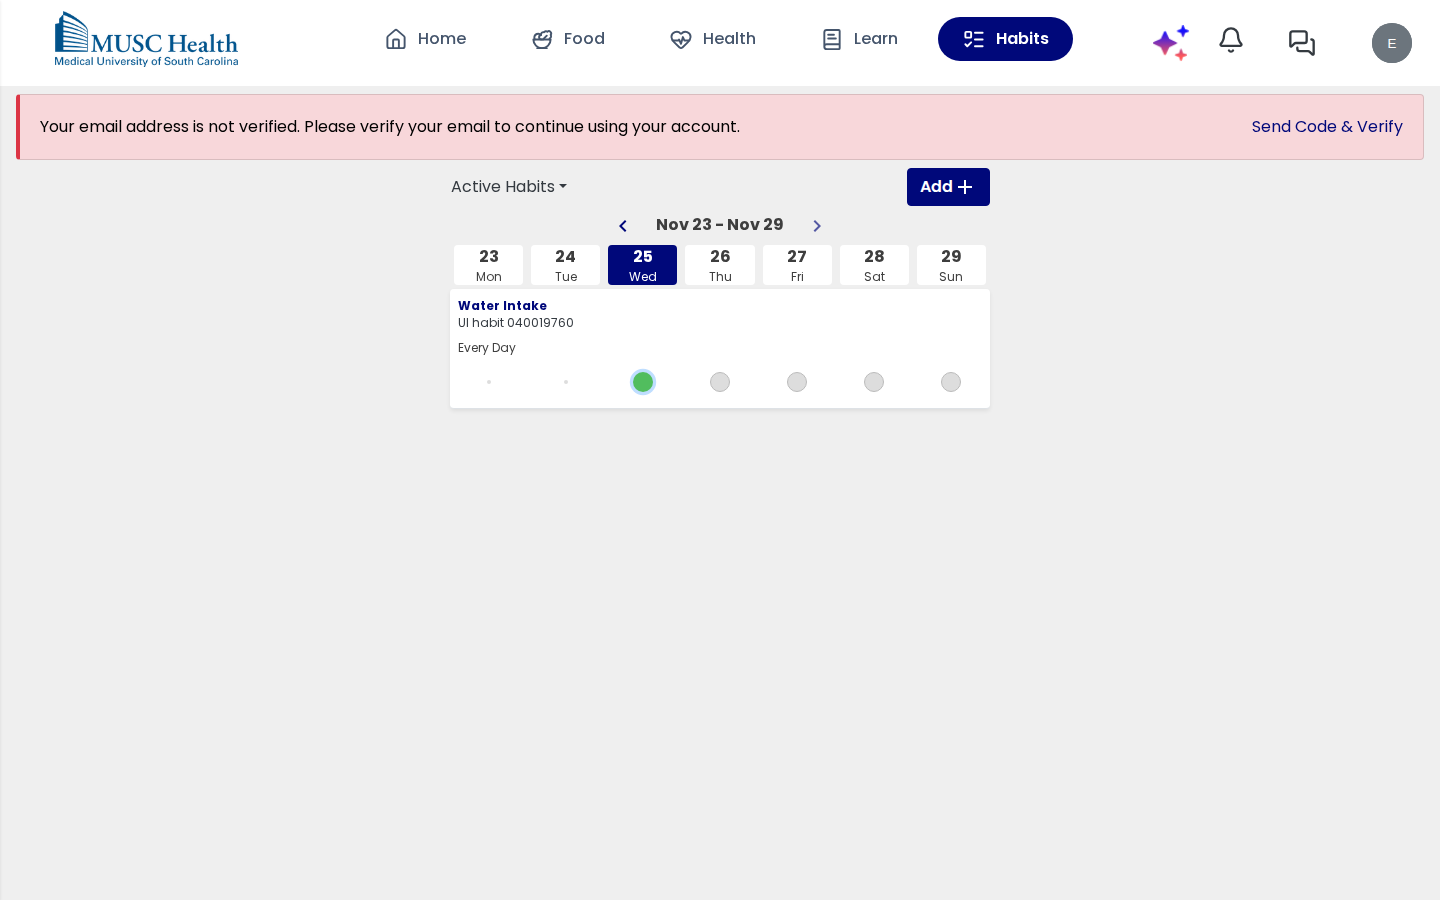 MUSC Health
Medical University of South Carolina
Home
Food
Health
Learn
Habits
E
Your email address is not verified. Please verify your email to continue using your account.
Send Code & Verify
Active Habits
Add
Nov 23 - Nov 29
23 24 25 26 27 28 29
Mon Tue Wed Thu Fri Sat Sun
Water Intake
UI habit 040019760
Every Day